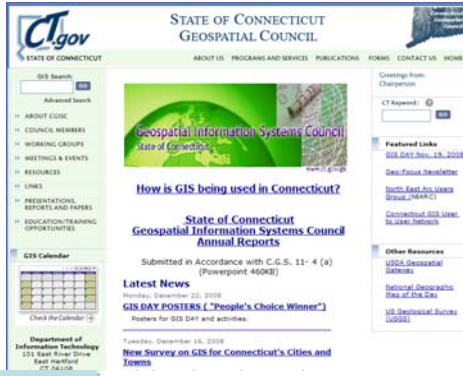 CT.gov
STATE OF CONNECTICUT
STATE OF CONNECTICUT
GEOSPATIAL COUNCIL
ABOUT US PROGRAMS AND SERVICES PUBLICATIONS FORMS CONTACT US HOME
GIS Search:
GO
Advanced Search
ABOUT CGISC
COUNCIL MEMBERS
WORKING GROUPS
MEETINGS & EVENTS
RESOURCES
LINKS
PRESENTATIONS,
REPORTS AND PAPERS
EDUCATION/TRAINING
OPPORTUNITIES
GIS Calendar
Check the Calendar
Department of
Information Technology
101 East River Drive
East Hartford
CT 06108
Geospatial Information Systems Council
State of Connecticut
www.ct.gov/gis
How is GIS being used in Connecticut?
State of Connecticut
Geospatial Information Systems Council
Annual Reports
Submitted in Accordance with C.G.S. 11- 4 (a)
(Powerpoint 460KB)
Latest News
Monday, December 22, 2008
GIS DAY POSTERS ( "People's Choice Winner")
Posters for GIS DAY and activities.
Tuesday, December 16, 2008
New Survey on GIS for Connecticut's Cities and
Towns
Greetings from
Chairperson
CT Keyword:
GO
Featured Links
GIS DAY Nov. 19, 2008
Geo-Focus Newsletter
North East Arc Users
Group (NEARC)
Connecticut GIS User
to User Network
Other Resources
USDA Geospatial
Gateway
National Geographic
Map of the Day
US Geological Survey
(USGS)